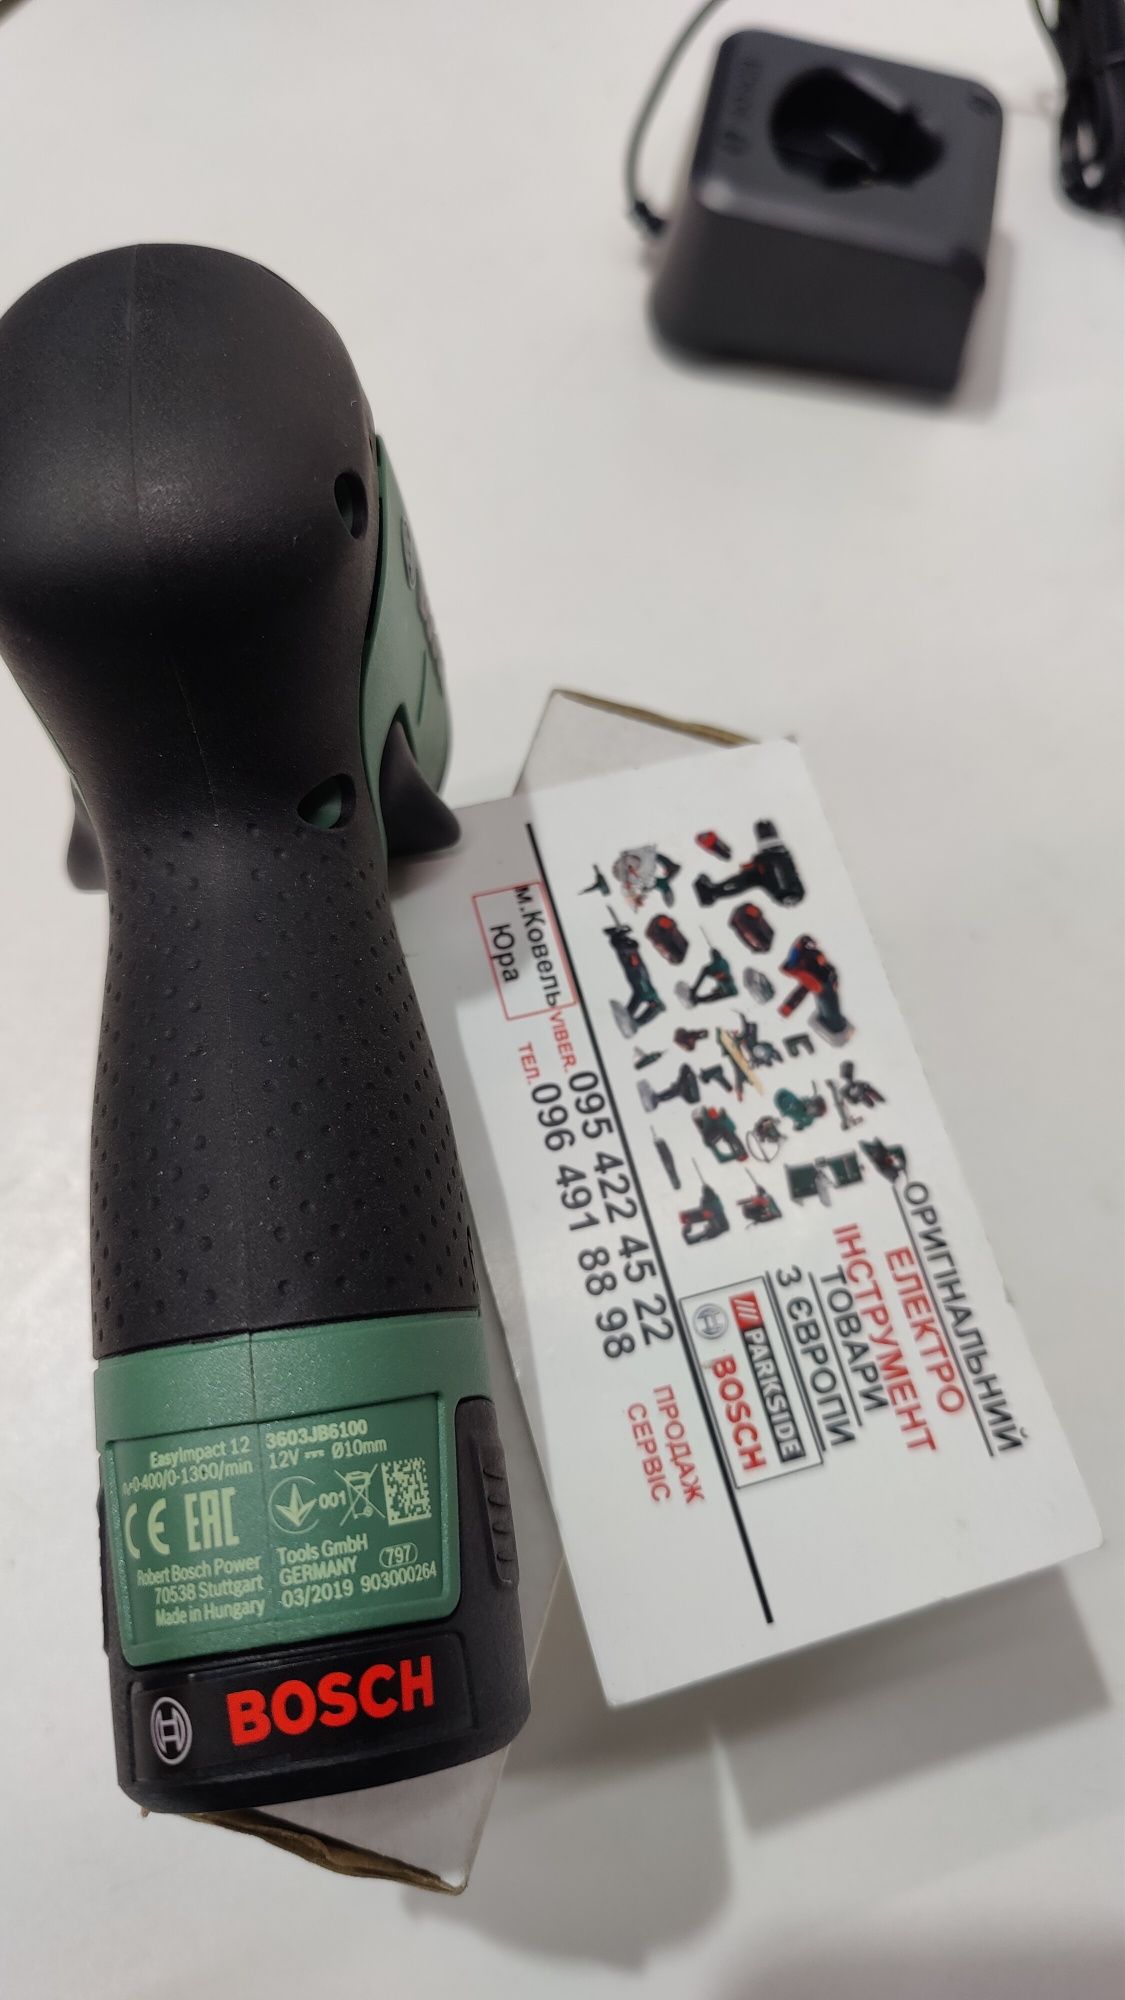 EasyImpact 12
n₀=0-400/0-1300/min
CE EAC
Robert Bosch Power
70538 Stuttgart
Made in Hungary
3603JB6100
12V Ø10mm
001
Tools GmbH
GERMANY 797
03/2019 903000264
BOSCH
ОРИГІНАЛЬНИЙ
ЕЛЕКТРО
ІНСТРУМЕНТ
ТОВАРИ
З ЄВРОПИ
PARKSIDE
BOSCH
м.Ковель
Юра
VIBER. 095 422 45 22
ТЕЛ. 096 491 88 98
ПРОДАЖ
СЕРВІС